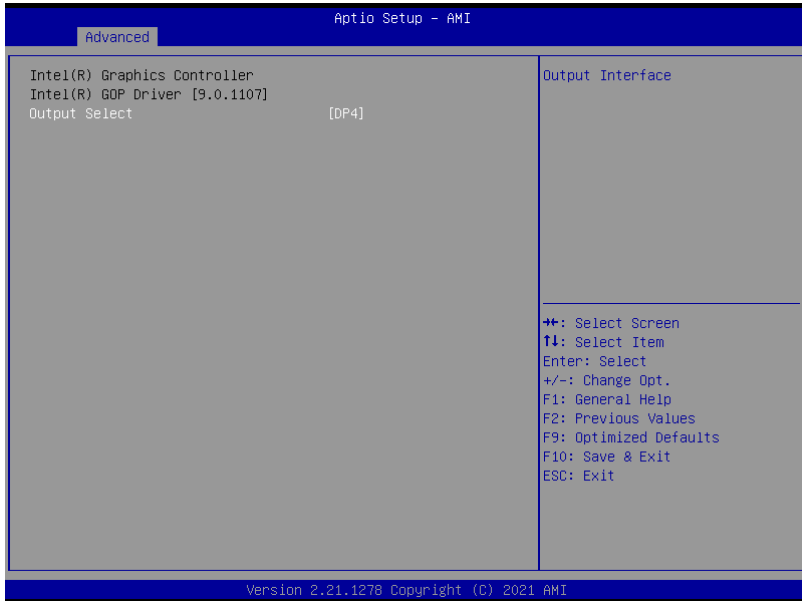 Aptio Setup – AMI
Advanced
Intel(R) Graphics Controller
Intel(R) GOP Driver [9.0.1107]
Output Select [DP4]
Output Interface
→←: Select Screen
↑↓: Select Item
Enter: Select
+/-: Change Opt.
F1: General Help
F2: Previous Values
F9: Optimized Defaults
F10: Save & Exit
ESC: Exit
Version 2.21.1278 Copyright (C) 2021 AMI